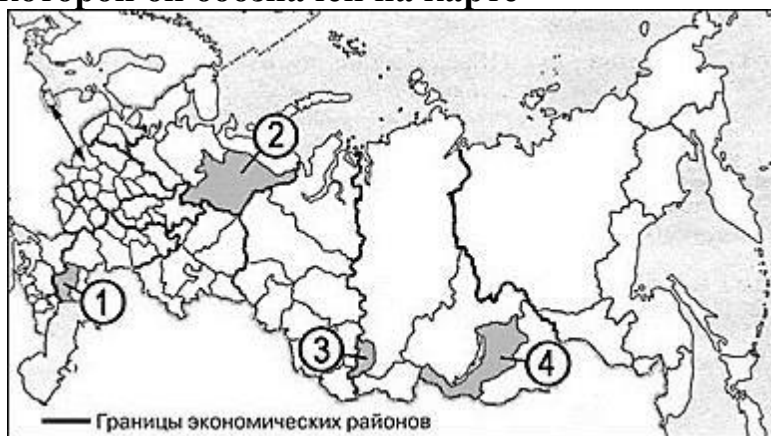 которой он обозначен на карте
2
1
3
4
Границы экономических районов